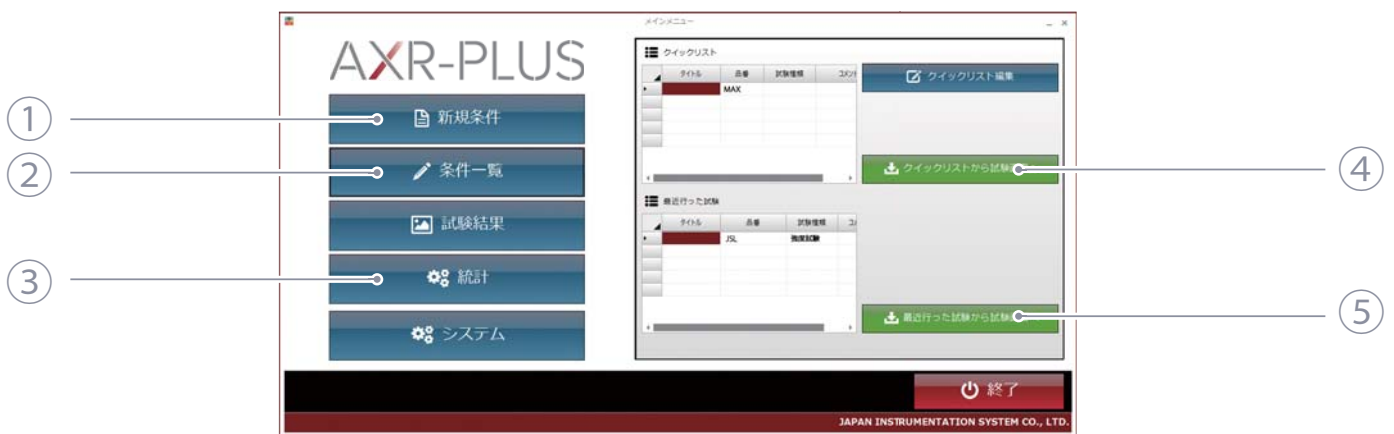 メインメニュー
AXR-PLUS
① 新規条件
② 条件一覧
試験結果
③ 統計
システム
クイックリスト
タイトル 品番 試験種類 コメント
MAX
クイックリスト編集
クイックリストから試験 ④
最近行った試験
タイトル 品番 試験種類 コ
JSL 強度試験
最近行った試験から試験 ⑤
終了
JAPAN INSTRUMENTATION SYSTEM CO., LTD.